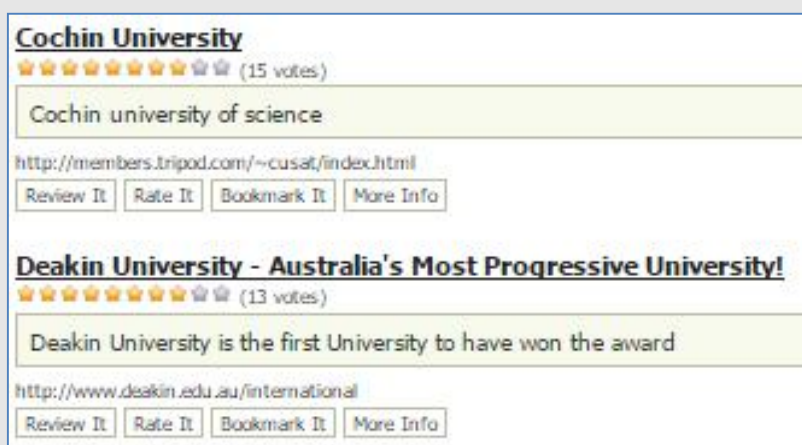 Cochin University
(15 votes)
Cochin university of science
http://members.tripod.com/~cusat/index.html
Review It Rate It Bookmark It More Info
Deakin University - Australia's Most Progressive University!
(13 votes)
Deakin University is the first University to have won the award
http://www.deakin.edu.au/international
Review It Rate It Bookmark It More Info